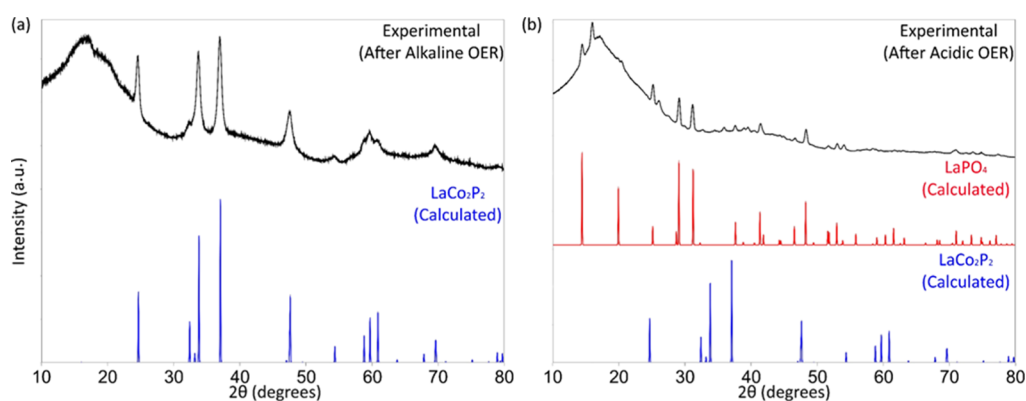 (a)
Experimental
(After Alkaline OER)
LaCo₂P₂
(Calculated)
Intensity (a.u.)
10 20 30 40 50 60 70 80
2θ (degrees)
(b)
Experimental
(After Acidic OER)
LaPO₄
(Calculated)
LaCo₂P₂
(Calculated)
10 20 30 40 50 60 70 80
2θ (degrees)